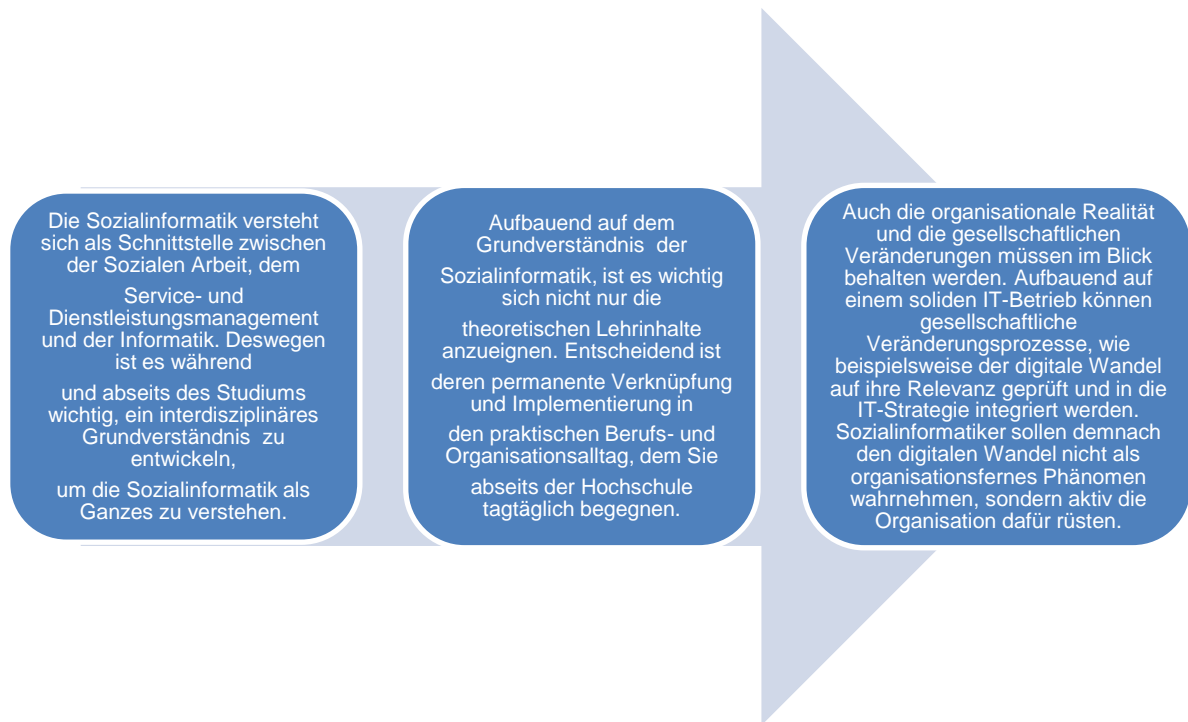 Die Sozialinformatik versteht
sich als Schnittstelle zwischen
der Sozialen Arbeit, dem
Service- und
Dienstleistungsmanagement
und der Informatik. Deswegen
ist es während
und abseits des Studiums
wichtig, ein interdisziplinäres
Grundverständnis zu
entwickeln,
um die Sozialinformatik als
Ganzes zu verstehen.
Aufbauend auf dem
Grundverständnis der
Sozialinformatik, ist es wichtig
sich nicht nur die
theoretischen Lehrinhalte
anzueignen. Entscheidend ist
deren permanente Verknüpfung
und Implementierung in
den praktischen Berufs- und
Organisationsalltag, dem Sie
abseits der Hochschule
tagtäglich begegnen.
Auch die organisationale Realität
und die gesellschaftlichen
Veränderungen müssen im Blick
behalten werden. Aufbauend auf
einem soliden IT-Betrieb können
gesellschaftliche
Veränderungsprozesse, wie
beispielsweise der digitale Wandel
auf ihre Relevanz geprüft und in die
IT-Strategie integriert werden.
Sozialinformatiker sollen demnach
den digitalen Wandel nicht als
organisationsfernes Phänomen
wahrnehmen, sondern aktiv die
Organisation dafür rüsten.